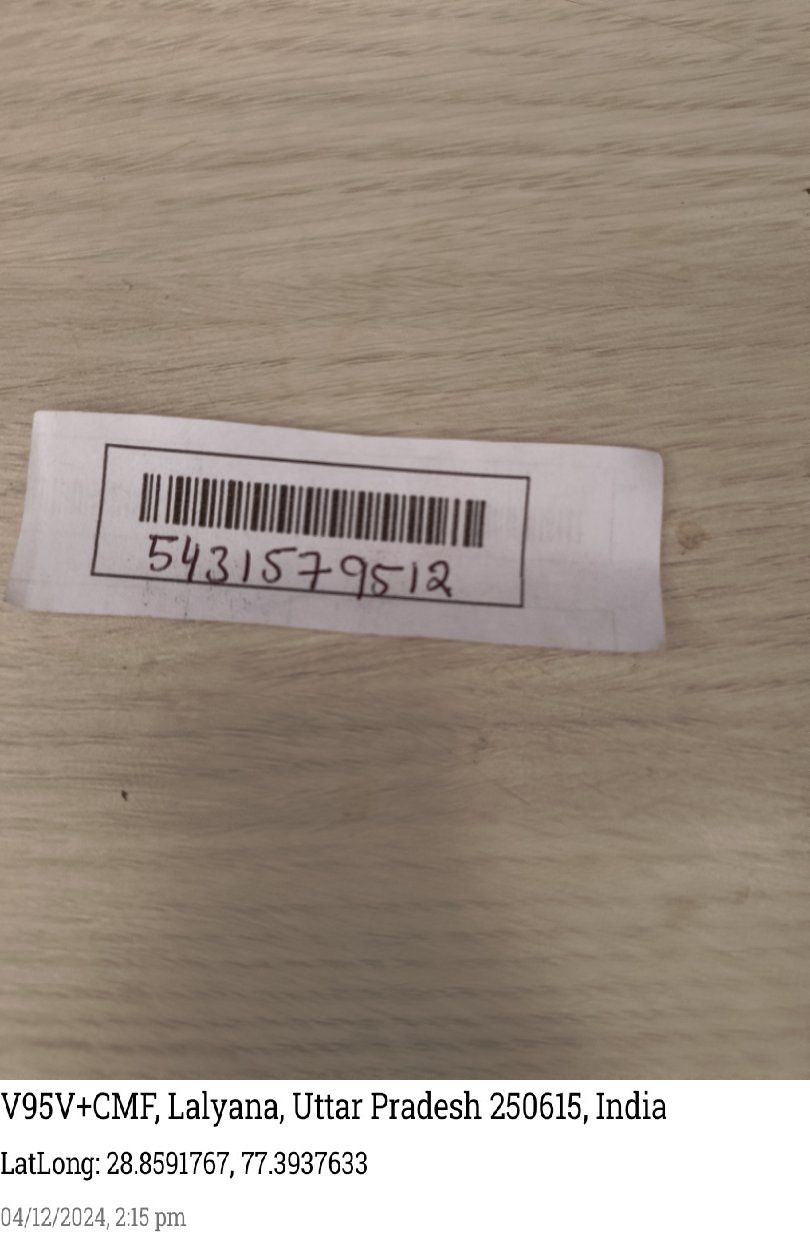 5431579512
V95V+CMF, Lalyana, Uttar Pradesh 250615, India
LatLong: 28.8591767, 77.3937633
04/12/2024, 2:15 pm